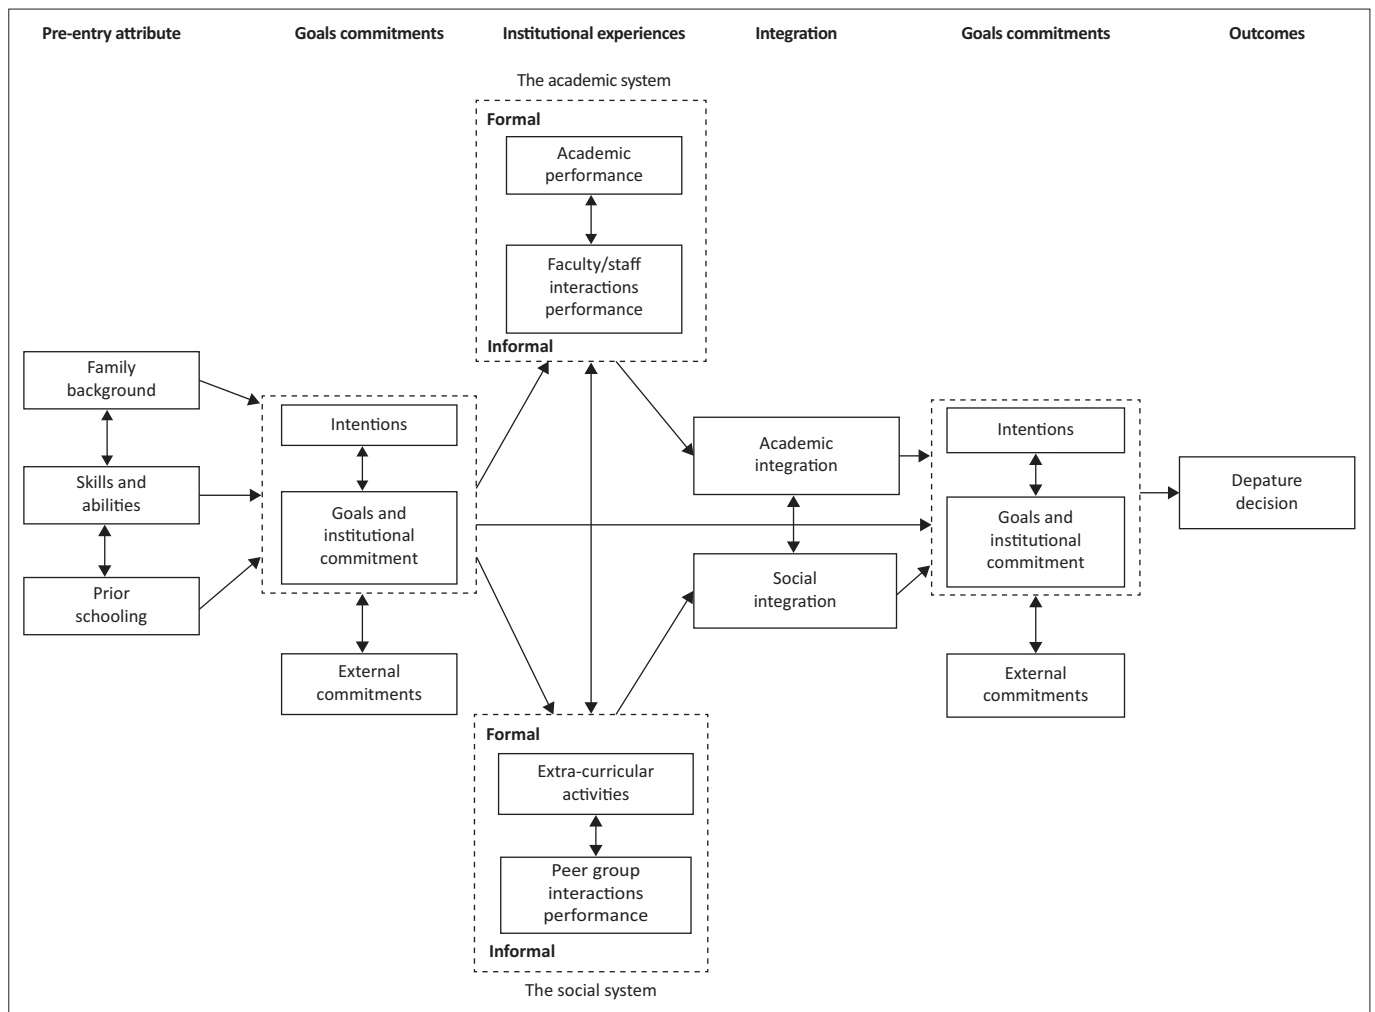 Pre-entry attribute
Goals commitments
Institutional experiences
Integration
Goals commitments
Outcomes
The academic system
Formal
Academic
performance
Faculty/staff
interactions
performance
Informal
Family
background
Skills and
abilities
Prior
schooling
Intentions
Goals and
institutional
commitment
External
commitments
Academic
integration
Social
integration
Intentions
Goals and
institutional
commitment
External
commitments
Depature
decision
Formal
Extra-curricular
activities
Peer group
interactions
performance
Informal
The social system